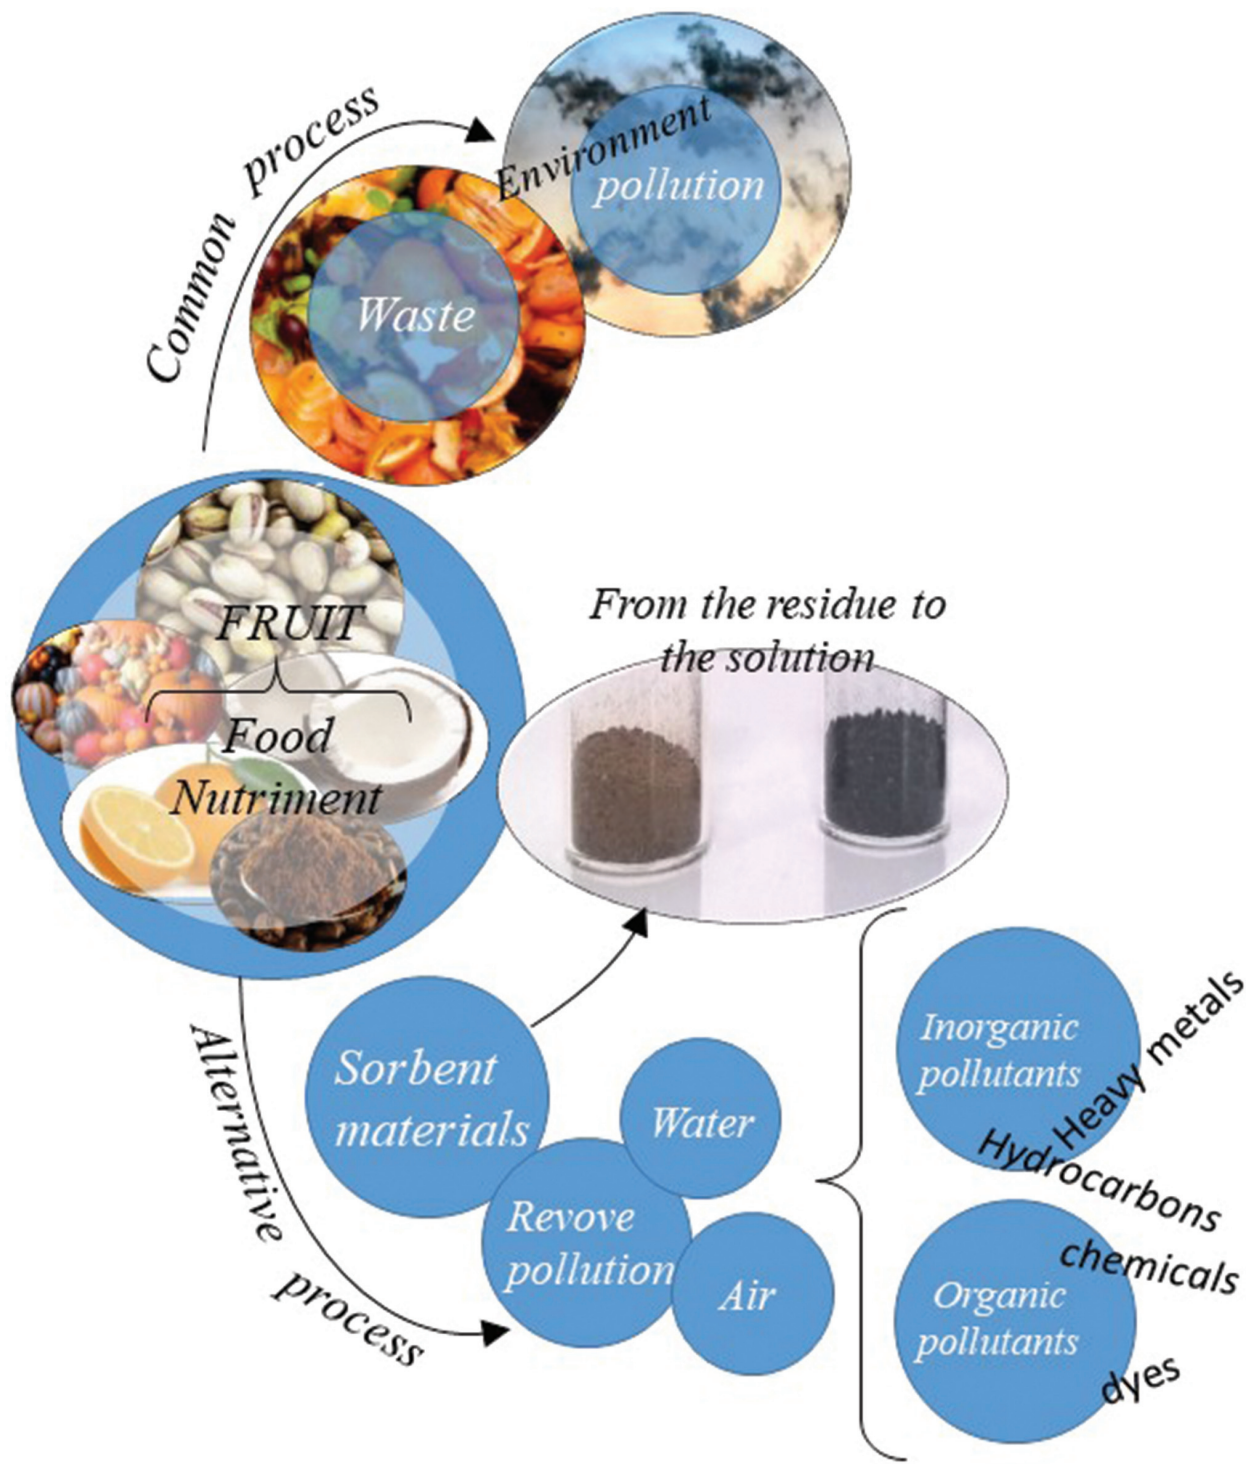 Common process
Environment
pollution
Waste
FRUIT
Food
Nutriment
From the residue to
the solution
Alternative process
Sorbent
materials
Water
Revove
pollution
Air
Inorganic
pollutants
Heavy metals
Hydrocarbons
chemicals
Organic
pollutants
dyes